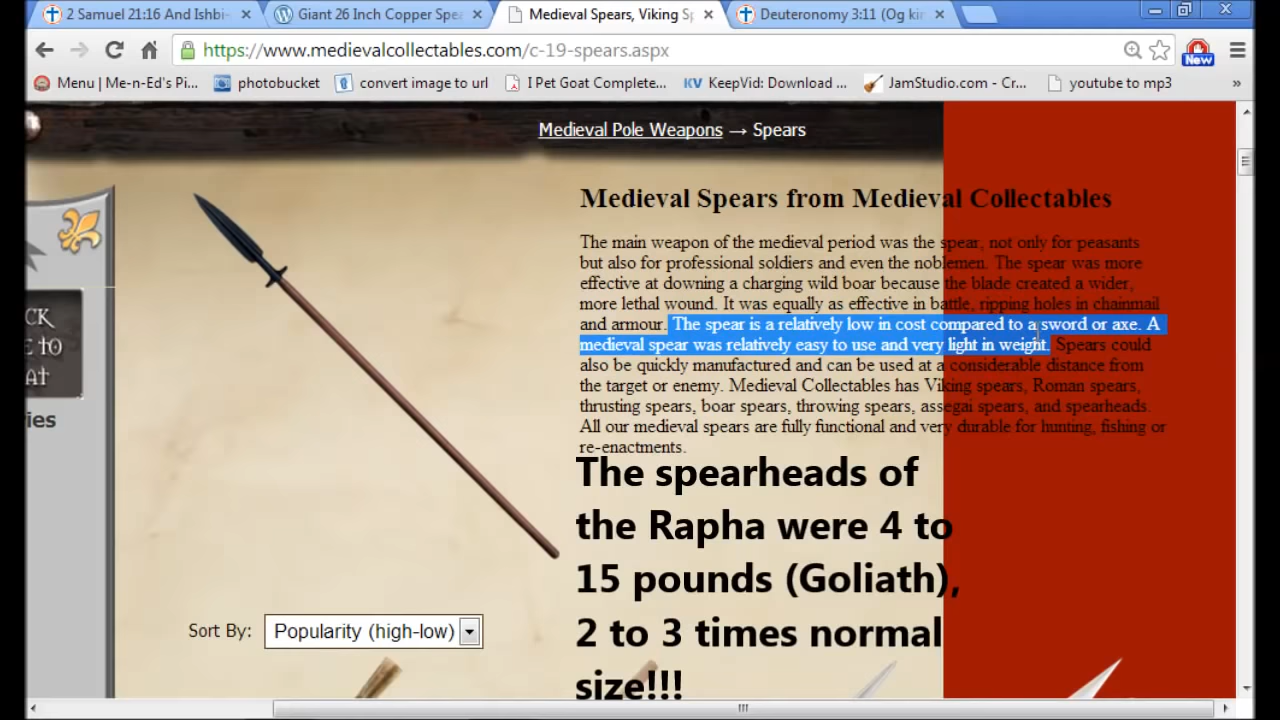 2 Samuel 21:16 And Ishbi-
Giant 26 Inch Copper Spea
Medieval Spears, Viking Sp
Deuteronomy 3:11 (Og kin
https://www.medievalcollectables.com/c-19-spears.aspx
New
Menu | Me-n-Ed's Pi...
photobucket
convert image to url
I Pet Goat Complete...
KV KeepVid: Download ...
JamStudio.com - Cr...
youtube to mp3
»
Medieval Pole Weapons → Spears
Medieval Spears from Medieval Collectables
The main weapon of the medieval period was the spear, not only for peasants
but also for professional soldiers and even the noblemen. The spear was more
effective at downing a charging wild boar because the blade created a wider,
more lethal wound. It was equally as effective in battle, ripping holes in chainmail
and armour. The spear is a relatively low in cost compared to a sword or axe. A
medieval spear was relatively easy to use and very light in weight. Spears could
also be quickly manufactured and can be used at a considerable distance from
the target or enemy. Medieval Collectables has Viking spears, Roman spears,
thrusting spears, boar spears, throwing spears, assegai spears, and spearheads.
All our medieval spears are fully functional and very durable for hunting, fishing or
re-enactments.
CK
E TO
AT
ies
The spearheads of
the Rapha were 4 to
15 pounds (Goliath),
2 to 3 times normal
size!!!
Sort By: Popularity (high-low)